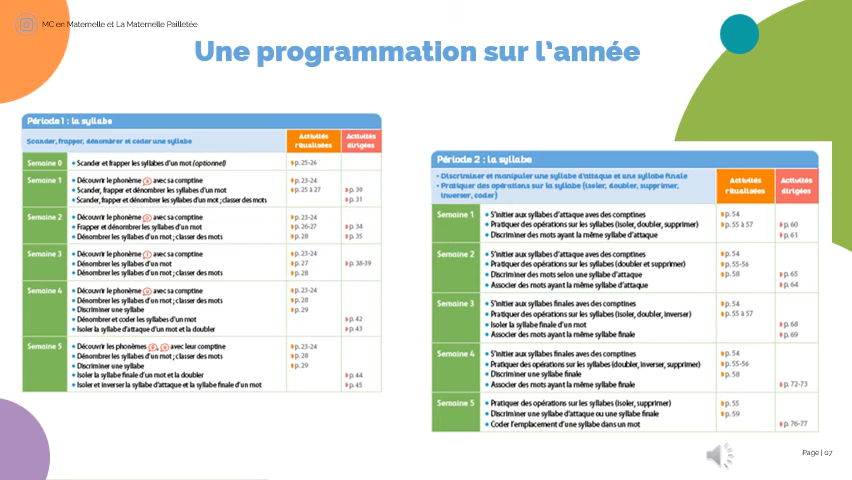 MC en Maternelle et La Maternelle Pailletée
Une programmation sur l'année
Période 1 : la syllabe
Scander, frapper, dénombrer et coder une syllabe
Activités ritualisées
Activités dirigées
Semaine 0
• Scander et frapper les syllabes d'un mot (optionnel)
p. 25-26
Semaine 1
• Découvrir le phonème avec sa comptine
p. 23-24
• Scander, frapper et dénombrer les syllabes d'un mot
p. 25 à 27
p. 30
• Scander, frapper et dénombrer les syllabes d'un mot ; classer des mots
p. 31
Semaine 2
• Découvrir le phonème avec sa comptine
p. 23-24
• Frapper et dénombrer les syllabes d'un mot
p. 26-27
p. 34
• Dénombrer les syllabes d'un mot ; classer des mots
p. 28
p. 35
Semaine 3
• Découvrir le phonème avec sa comptine
p. 23-24
• Dénombrer les syllabes d'un mot
p. 27
p. 38-39
• Dénombrer les syllabes d'un mot ; classer des mots
p. 28
Semaine 4
• Découvrir le phonème avec sa comptine
p. 23-24
• Dénombrer les syllabes d'un mot ; classer des mots
p. 28
• Discriminer une syllabe
p. 29
• Dénombrer et coder les syllabes d'un mot
p. 42
• Isoler la syllabe d'attaque d'un mot et la doubler
p. 43
Semaine 5
• Découvrir les phonèmes avec leur comptine
p. 23-24
• Dénombrer les syllabes d'un mot ; classer des mots
p. 28
• Discriminer une syllabe
p. 29
• Isoler la syllabe finale d'un mot et la doubler
p. 44
• Isoler et inverser la syllabe d'attaque et la syllabe finale d'un mot
p. 45
Période 2 : la syllabe
• Discriminer et manipuler une syllabe d'attaque et une syllabe finale
• Pratiquer des opérations sur la syllabe (isoler, doubler, supprimer,
inverser, coder)
Activités ritualisées
Activités dirigées
Semaine 1
• S'initier aux syllabes d'attaque aves des comptines
p. 54
• Pratiquer des opérations sur les syllabes (isoler, doubler, supprimer)
p. 55 à 57
p. 60
• Discriminer des mots ayant la même syllabe d'attaque
p. 61
Semaine 2
• S'initier aux syllabes d'attaque aves des comptines
p. 54
• Pratiquer des opérations sur les syllabes (doubler et supprimer)
p. 55-56
• Discriminer des mots selon une syllabe d'attaque
p. 58
p. 65
• Associer des mots ayant la même syllabe d'attaque
p. 64
Semaine 3
• S'initier aux syllabes finales aves des comptines
p. 54
• Pratiquer des opérations sur les syllabes (isoler, doubler, inverser)
p. 55 à 57
• Isoler la syllabe finale d'un mot
p. 68
• Associer des mots ayant la même syllabe finale
p. 69
Semaine 4
• S'initier aux syllabes finales aves des comptines
p. 54
• Pratiquer des opérations sur les syllabes (doubler, inverser, supprimer)
p. 55-56
• Discriminer une syllabe finale
p. 58
• Associer des mots ayant la même syllabe finale
p. 72-73
Semaine 5
• Pratiquer des opérations sur les syllabes (isoler, supprimer)
p. 55
• Discriminer une syllabe d'attaque ou une syllabe finale
p. 59
• Coder l'emplacement d'une syllabe dans un mot
p. 76-77
Page | 07